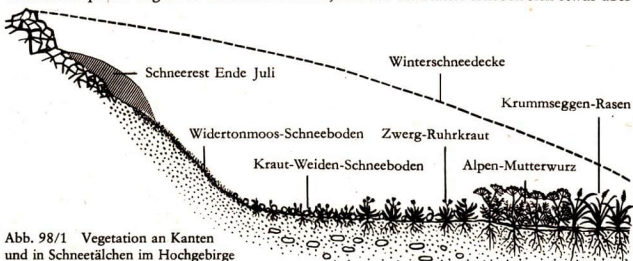 Winterschneedecke
Schneerest Ende Juli
Krummseggen-Rasen
Widertonmoos-Schneeboden
Zwerg-Ruhrkraut
Kraut-Weiden-Schneeboden
Alpen-Mutterwurz
Abb. 98/1 Vegetation an Kanten
und in Schneetälchen im Hochgebirge